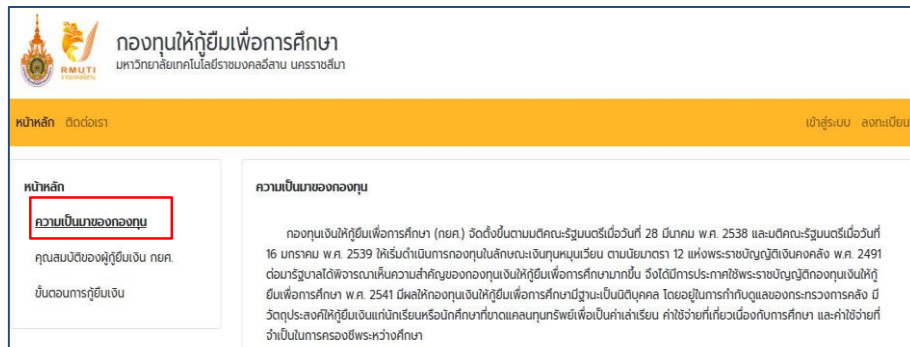 กองทุนให้กู้ยืมเพื่อการศึกษา
มหาวิทยาลัยเทคโนโลยีราชมงคลอีสาน นครราชสีมา
RMUTI
หน้าหลัก ติดต่อเรา
เข้าสู่ระบบ ลงทะเบียน
หน้าหลัก
ความเป็นมาของกองทุน
คุณสมบัติของผู้กู้ยืมเงิน กยศ.
ขั้นตอนการกู้ยืมเงิน
ความเป็นมาของกองทุน
กองทุนเงินให้กู้ยืมเพื่อการศึกษา (กยศ.) จัดตั้งขึ้นตามมติคณะรัฐมนตรีเมื่อวันที่ 28 มีนาคม พ.ศ. 2538 และมติคณะรัฐมนตรีเมื่อวันที่
16 มกราคม พ.ศ. 2539 ให้เริ่มดำเนินการกองทุนในลักษณะเงินทุนหมุนเวียน ตามนัยมาตรา 12 แห่งพระราชบัญญัติเงินคงคลัง พ.ศ. 2491
ต่อมารัฐบาลได้พิจารณาเห็นความสำคัญของกองทุนเงินให้กู้ยืมเพื่อการศึกษามากขึ้น จึงได้มีการประกาศใช้พระราชบัญญัติกองทุนเงินให้กู้
ยืมเพื่อการศึกษา พ.ศ. 2541 มีผลให้กองทุนเงินให้กู้ยืมเพื่อการศึกษามีฐานะเป็นนิติบุคคล โดยอยู่ในการกำกับดูแลของกระทรวงการคลัง มี
วัตถุประสงค์ให้กู้ยืมเงินแก่นักเรียนหรือนักศึกษาที่ขาดแคลนทุนทรัพย์เพื่อเป็นค่าเล่าเรียน ค่าใช้จ่ายที่เกี่ยวเนื่องกับการศึกษา และค่าใช้จ่ายที่
จำเป็นในการครองชีพระหว่างศึกษา